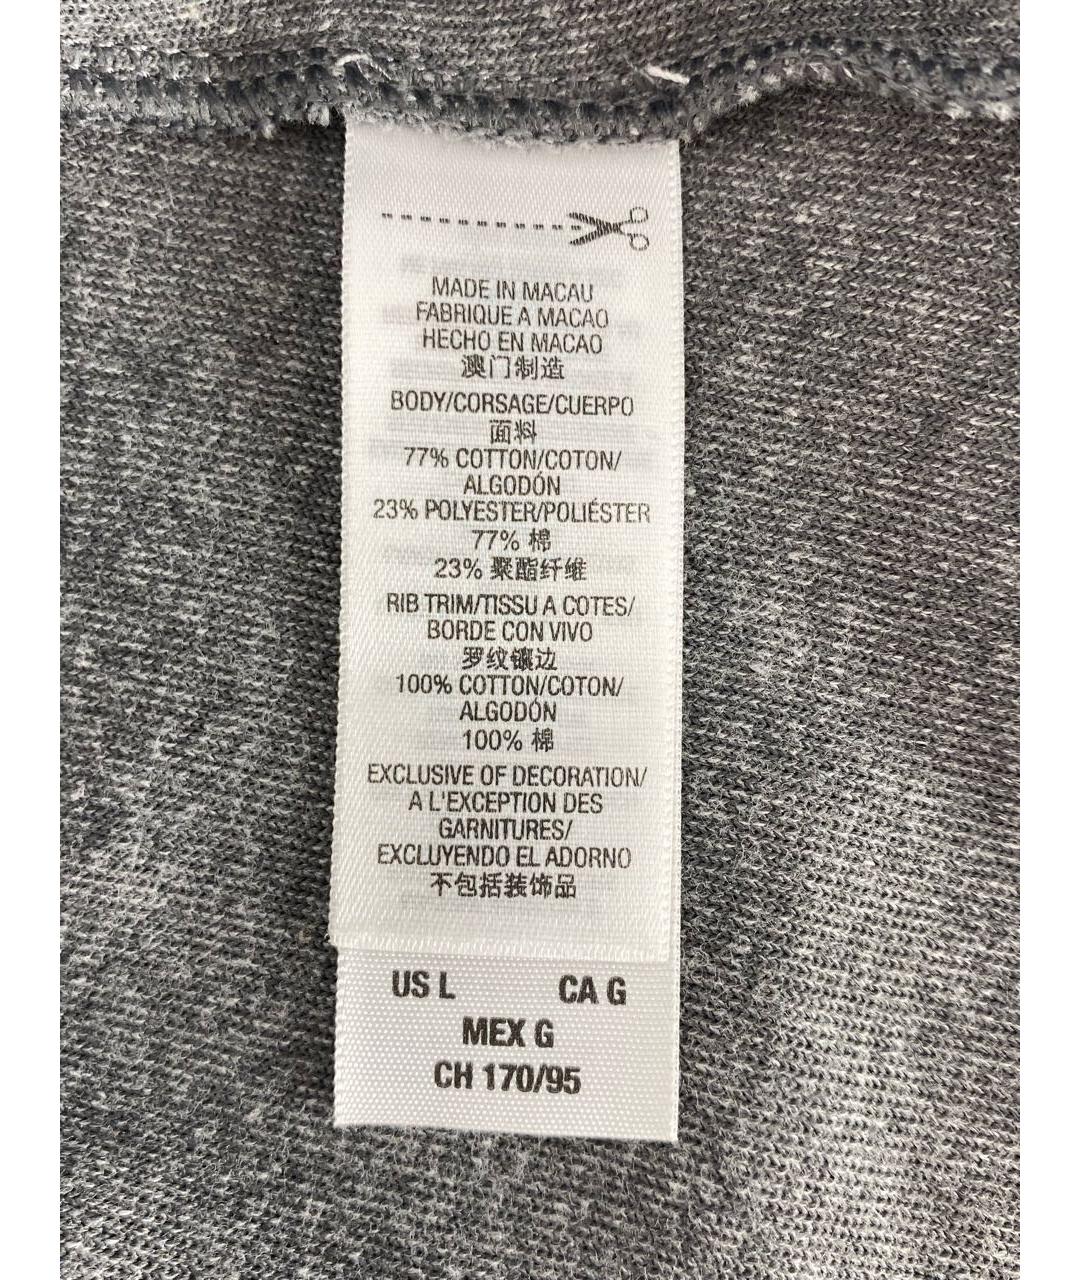 MADE IN MACAU
FABRIQUE A MACAO
HECHO EN MACAO
澳门制造
BODY/CORSAGE/CUERPO
面料
77% COTTON/COTON/
ALGODÓN
23% POLYESTER/POLIÉSTER
77% 棉
23% 聚酯纤维
RIB TRIM/TISSU A COTES/
BORDE CON VIVO
罗纹镶边
100% COTTON/COTON/
ALGODÓN
100% 棉
EXCLUSIVE OF DECORATION/
A L'EXCEPTION DES
GARNITURES/
EXCLUYENDO EL ADORNO
不包括装饰品
US L CA G
MEX G
CH 170/95